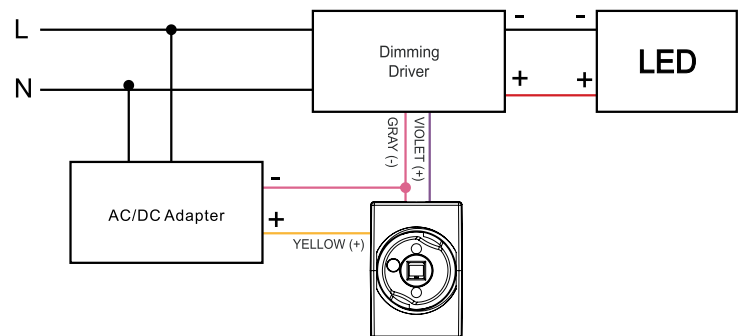 L
N
Dimming
Driver
-
-
+
+
LED
GRAY (-)
VIOLET (+)
AC/DC Adapter
-
+
YELLOW (+)